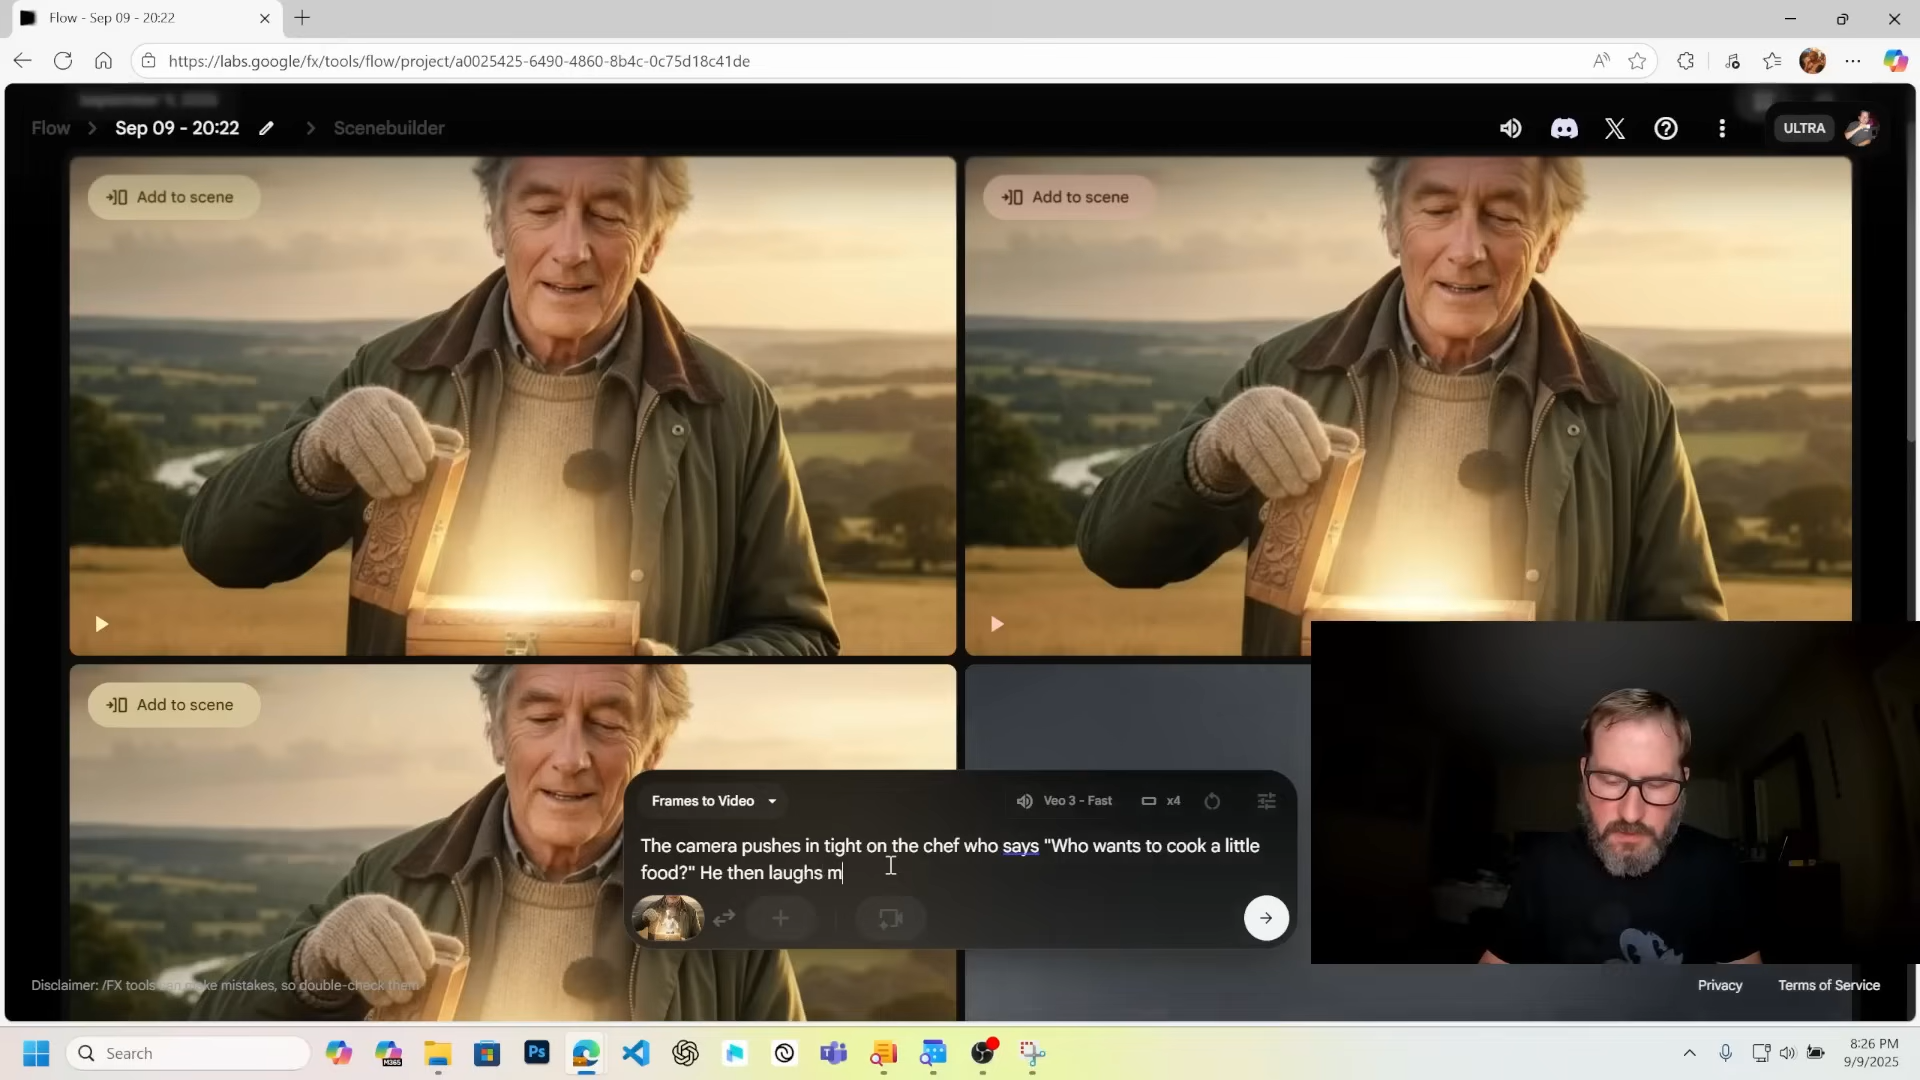 Flow - Sep 09 - 20:22
https://labs.google/fx/tools/flow/project/a0025425-6490-4860-8b4c-0c75d18c41de
Flow > Sep 09 - 20:22 > Scenebuilder
ULTRA
Add to scene
Add to scene
Add to scene
Frames to Video
Veo 3 - Fast
x4
The camera pushes in tight on the chef who says "Who wants to cook a little
food?" He then laughs m
Disclaimer: /FX tools can make mistakes, so double-check them
Privacy
Terms of Service
Search
M365
Ps
8:26 PM
9/9/2025